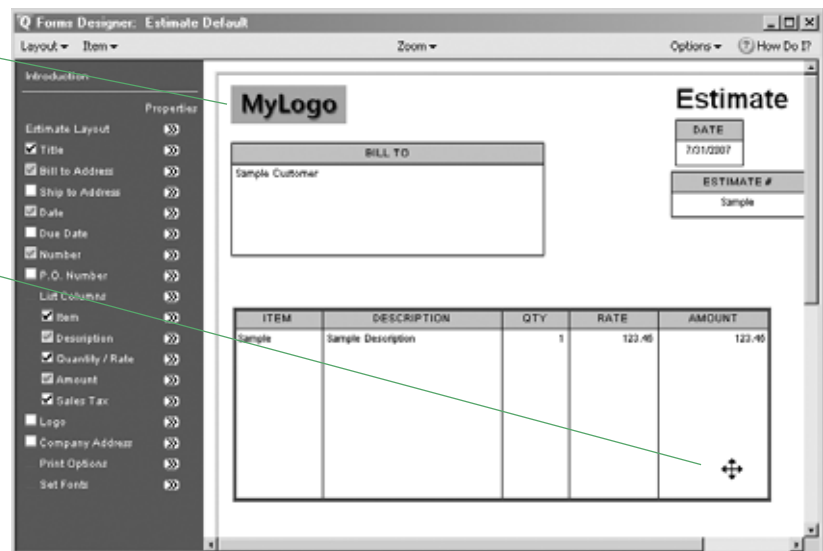 Q Forms Designer: Estimate Default
Layout Item Zoom Options ? How Do I?
Introduction
Properties
Estimate Layout
Title
Bill to Address
Ship to Address
Date
Due Date
Number
P.O. Number
List Columns
Item
Description
Quantity / Rate
Amount
Sales Tax
Logo
Company Address
Print Options
Set Fonts
MyLogo
Estimate
DATE
7/31/2007
BILL TO
Sample Customer
ESTIMATE #
Sample
ITEM DESCRIPTION QTY RATE AMOUNT
Sample Sample Description 1 123.46 123.46